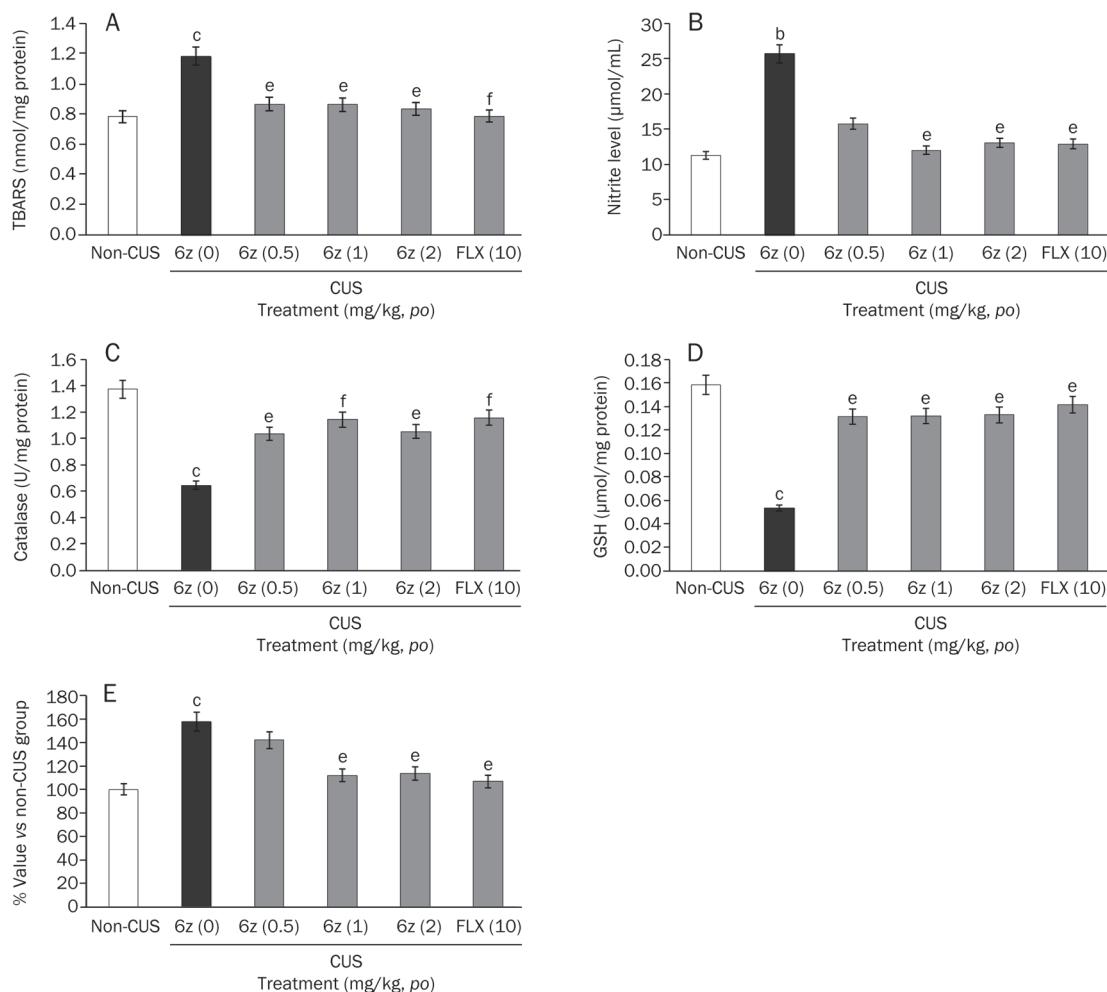 A
TBARS (nmol/mg protein)
1.4
1.2
1.0
0.8
0.6
0.4
0.2
0.0
c
e
e
e
f
Non-CUS 6z (0) 6z (0.5) 6z (1) 6z (2) FLX (10)
CUS
Treatment (mg/kg, po)
B
Nitrite level (μmol/mL)
30
25
20
15
10
5
0
b
e
e
e
Non-CUS 6z (0) 6z (0.5) 6z (1) 6z (2) FLX (10)
CUS
Treatment (mg/kg, po)
C
Catalase (U/mg protein)
1.6
1.4
1.2
1.0
0.8
0.6
0.4
0.2
0.0
c
e
f
e
f
Non-CUS 6z (0) 6z (0.5) 6z (1) 6z (2) FLX (10)
CUS
Treatment (mg/kg, po)
D
GSH (μmol/mg protein)
0.18
0.16
0.14
0.12
0.10
0.08
0.06
0.04
0.02
0.00
c
e
e
e
e
Non-CUS 6z (0) 6z (0.5) 6z (1) 6z (2) FLX (10)
CUS
Treatment (mg/kg, po)
E
% Value vs non-CUS group
180
160
140
120
100
80
60
40
20
0
c
e
e
e
Non-CUS 6z (0) 6z (0.5) 6z (1) 6z (2) FLX (10)
CUS
Treatment (mg/kg, po)